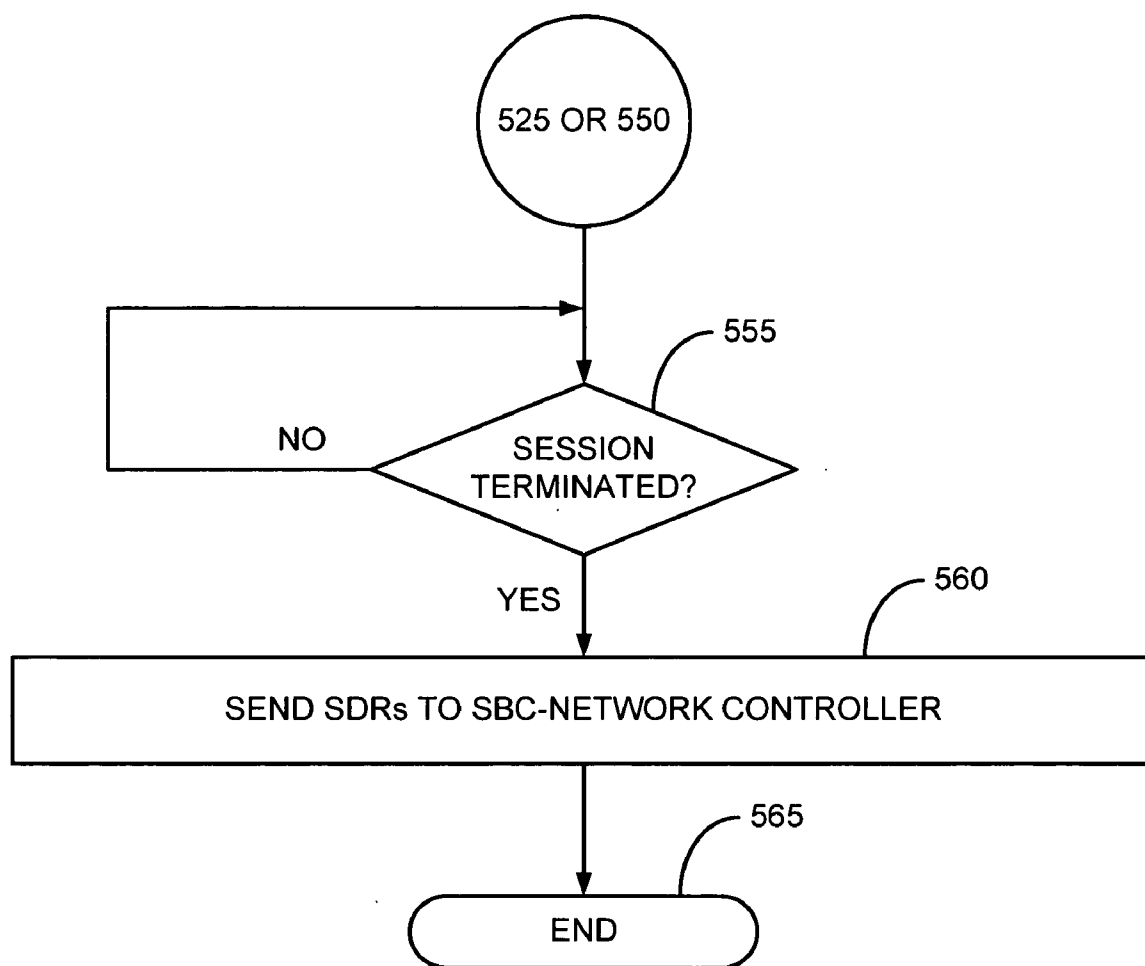 525 OR 550
555
SESSION
TERMINATED?
NO
YES
560
SEND SDRs TO SBC-NETWORK CONTROLLER
565
END